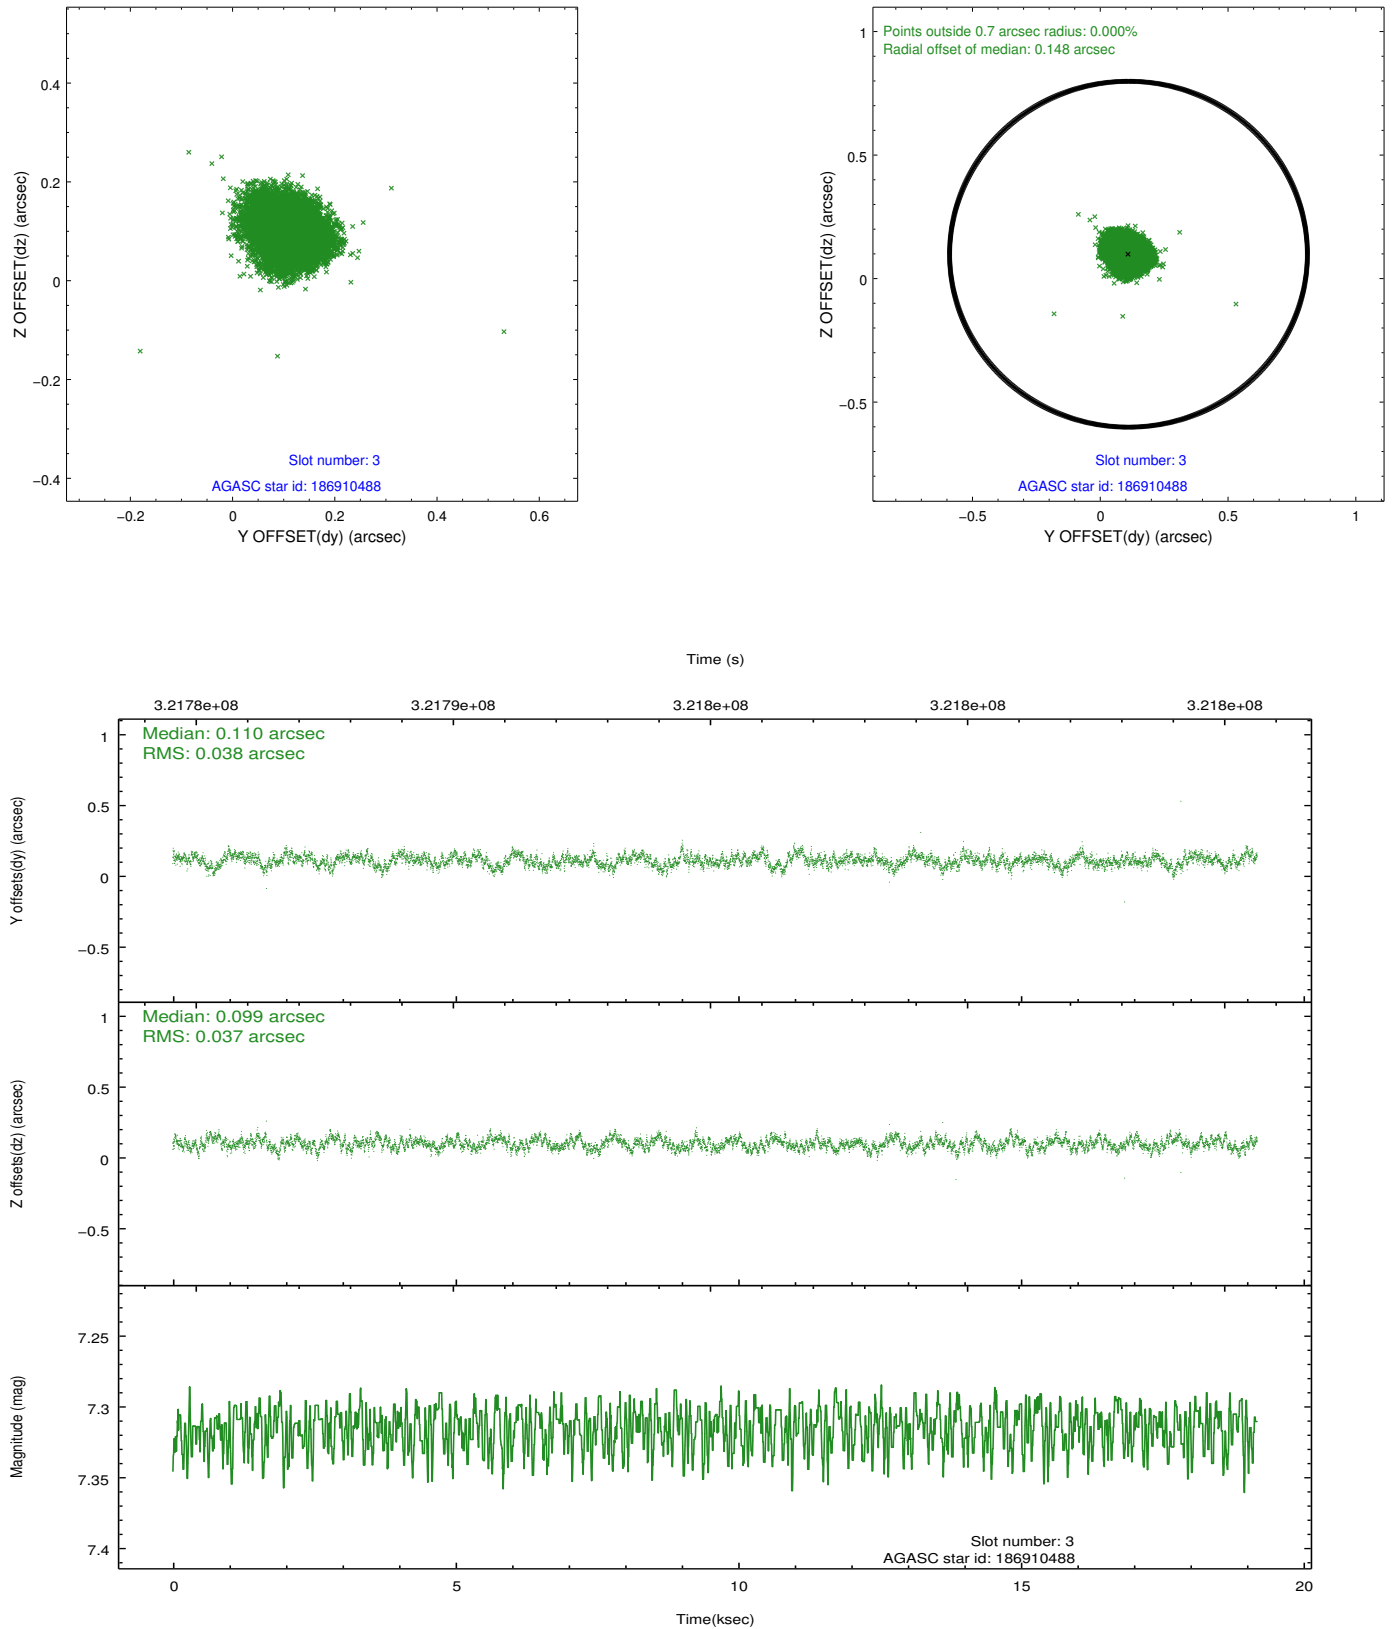 0.4
0.2
0
−0.2
−0.4
Z OFFSET(dz) (arcsec)
Slot number: 3
AGASC star id: 186910488
−0.2 0 0.2 0.4 0.6
Y OFFSET(dy) (arcsec)
Points outside 0.7 arcsec radius: 0.000%
Radial offset of median: 0.148 arcsec
1
0.5
0
−0.5
Z OFFSET(dz) (arcsec)
Slot number: 3
AGASC star id: 186910488
−0.5 0 0.5 1
Y OFFSET(dy) (arcsec)
Time (s)
3.2178e+08 3.2179e+08 3.218e+08 3.218e+08 3.218e+08
Median: 0.110 arcsec
RMS: 0.038 arcsec
1
0.5
0
−0.5
Y offsets(dy) (arcsec)
Median: 0.099 arcsec
RMS: 0.037 arcsec
1
0.5
0
−0.5
Z offsets(dz) (arcsec)
7.25
7.3
7.35
7.4
Magnitude (mag)
Slot number: 3
AGASC star id: 186910488
0 5 10 15 20
Time(ksec)